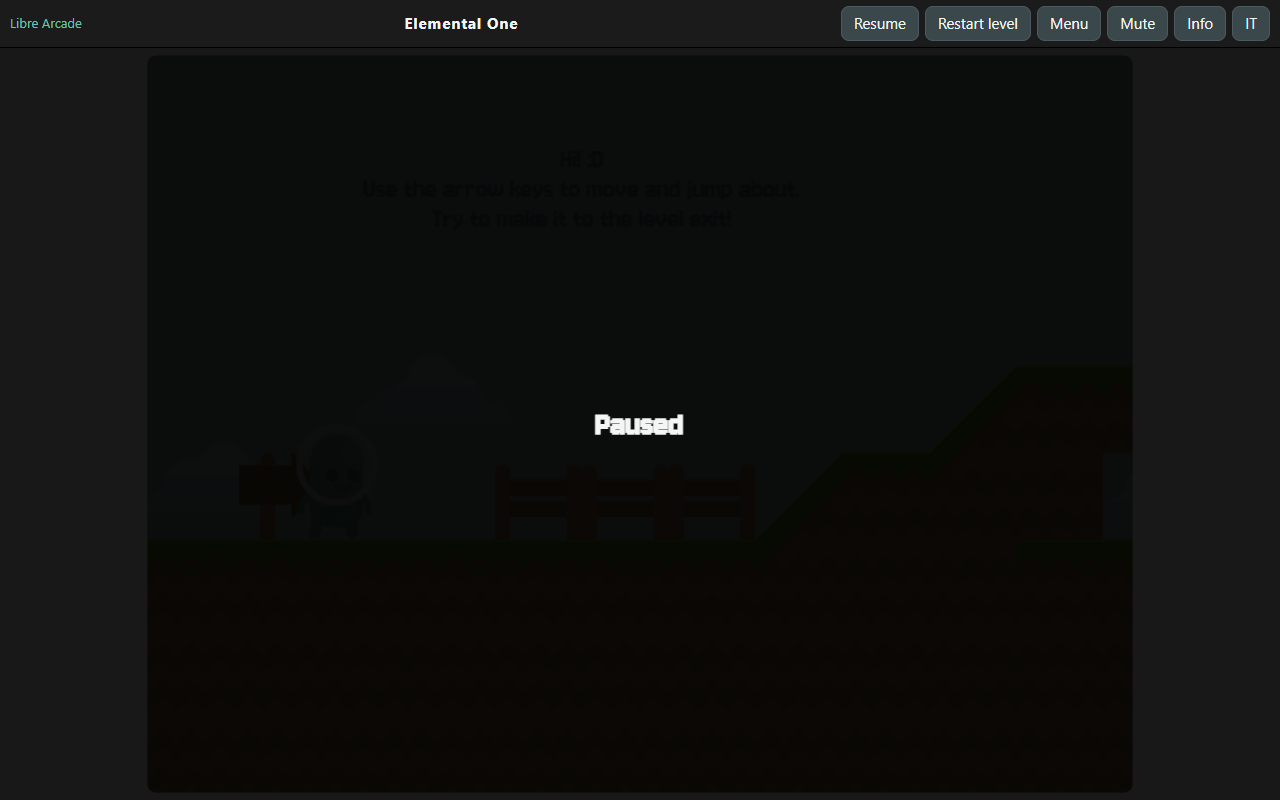 Libre Arcade
Elemental One
Resume
Restart level
Menu
Mute
Info
IT
Hi! :D
Use the arrow keys to move and jump about.
Try to make it to the level exit!
Paused